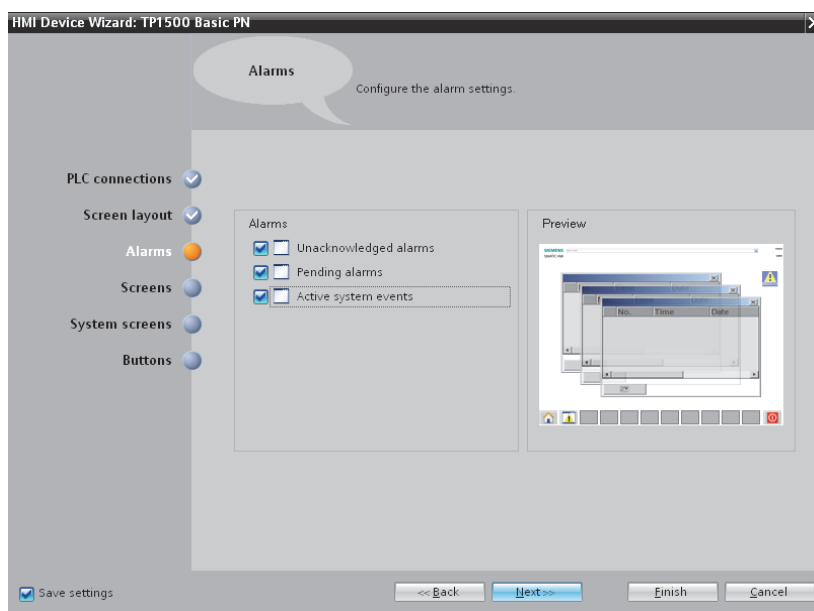 HMI Device Wizard: TP1500 Basic PN
Alarms
Configure the alarm settings.
PLC connections
Screen layout
Alarms
Screens
System screens
Buttons
Alarms
Unacknowledged alarms
Pending alarms
Active system events
Preview
SIEMENS
No. Time Date
Save settings
<< Back
Next >>
Finish
Cancel